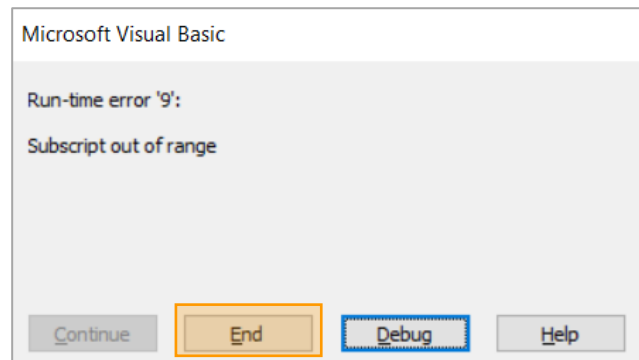 Microsoft Visual Basic
Run-time error '9':
Subscript out of range
Continue End Debug Help